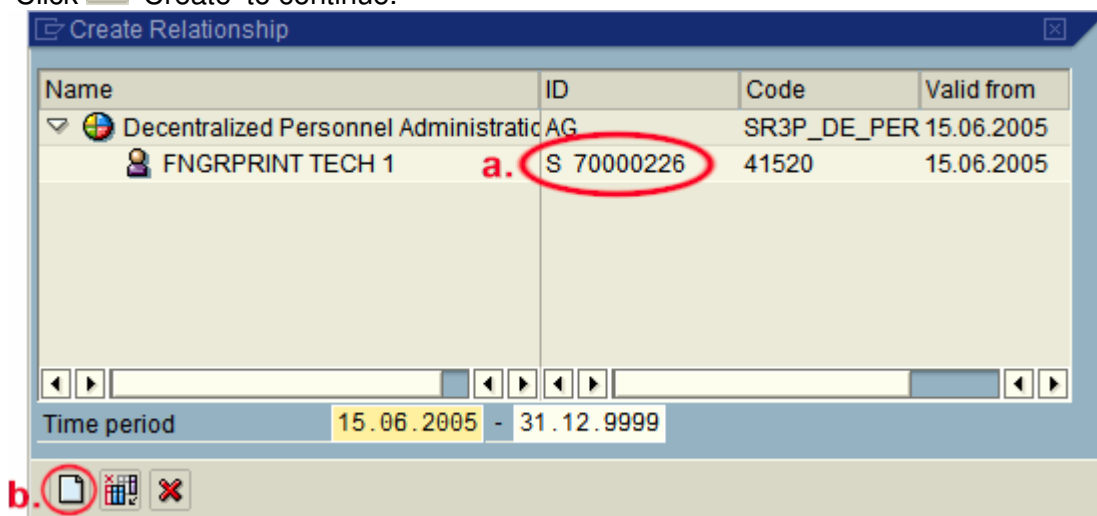 Click Create to continue.
Create Relationship
Name ID Code Valid from
Decentralized Personnel Administratic AG SR3P_DE_PER 15.06.2005
FNGRPRINT TECH 1 a. S 70000226 41520 15.06.2005
Time period 15.06.2005 - 31.12.9999
b.